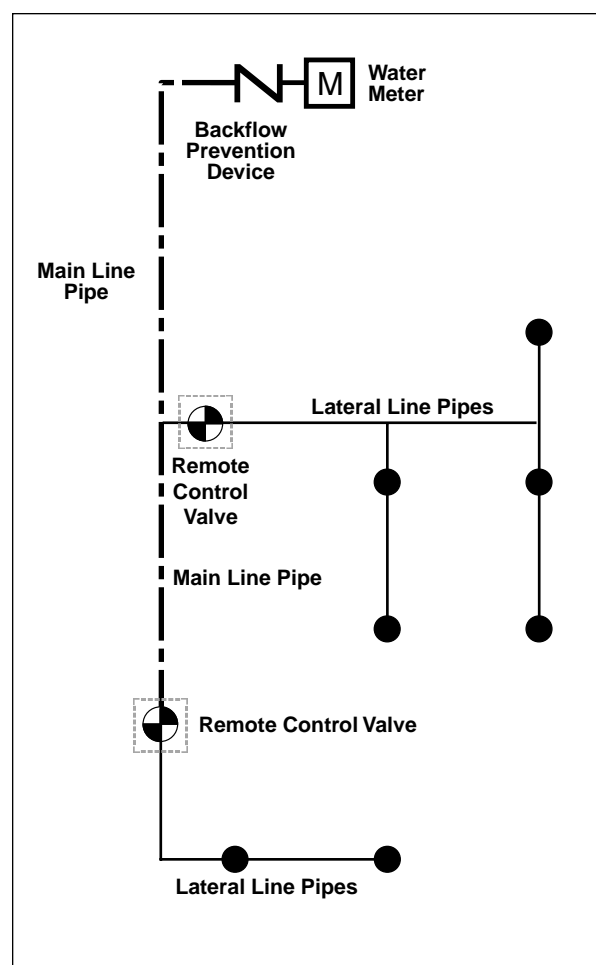 M
Water
Meter
Backflow
Prevention
Device
Main Line
Pipe
Lateral Line Pipes
Remote
Control
Valve
Main Line Pipe
Remote Control Valve
Lateral Line Pipes